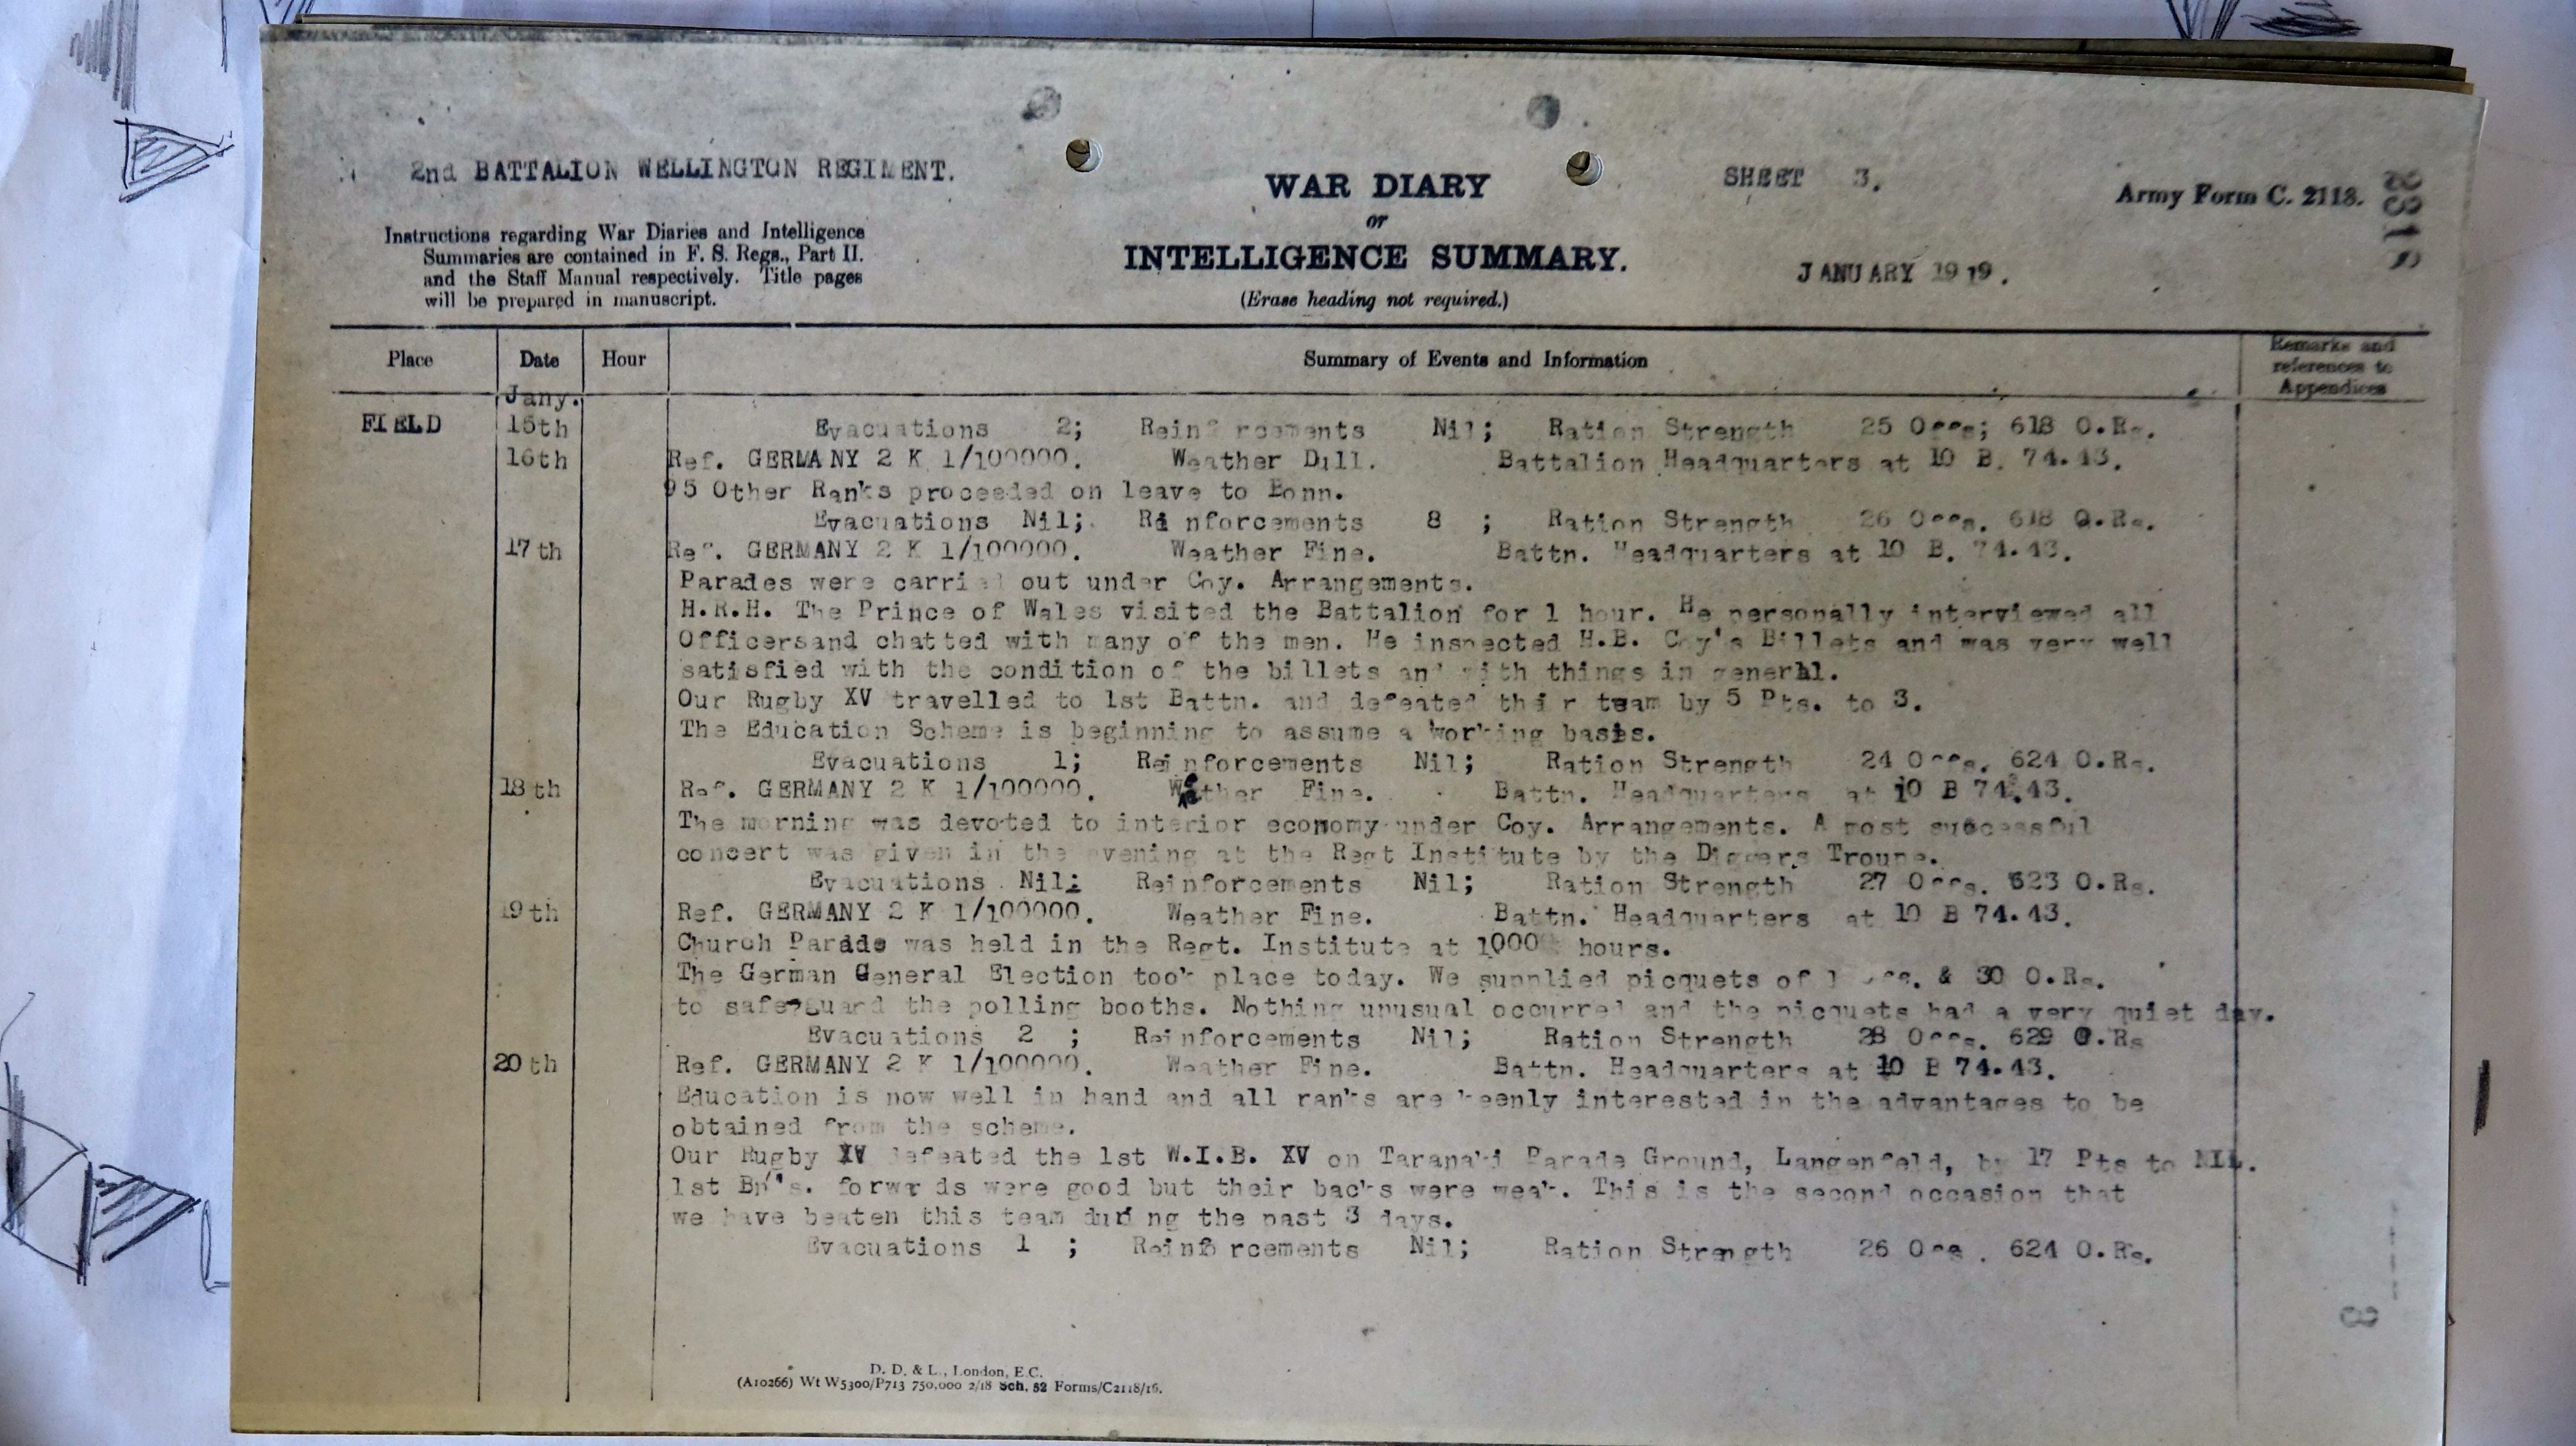 2nd BATTALION WELLINGTON REGIMENT.
Instructions regarding War Diaries and Intelligence
Summaries are contained in F. S. Regs., Part II.
and the Staff Manual respectively. Title pages
will be prepared in manuscript.
WAR DIARY
or
INTELLIGENCE SUMMARY.
(Erase heading not required.)
SHEET 3.
JANUARY 1919.
Army Form C. 2118.
Place Date Hour Summary of Events and Information Remarks and references to Appendices
Jany.
FIELD 15th Evacuations 2; Reinforcements Nil; Ration Strength 25 Offs; 618 O.Rs.
16th Ref. GERMANY 2 K 1/100000. Weather Dull. Battalion Headquarters at 10 B. 74.43.
95 Other Ranks proceeded on leave to Bonn.
Evacuations Nil; Reinforcements 8 ; Ration Strength 26 Offs. 618 O.Rs.
17th Ref. GERMANY 2 K 1/100000. Weather Fine. Battn. Headquarters at 10 B. 74.43.
Parades were carried out under Coy. Arrangements.
H.R.H. The Prince of Wales visited the Battalion for 1 hour. He personally interviewed all
Officersand chatted with many of the men. He inspected H.B. Coy's Billets and was very well
satisfied with the condition of the billets and with things in general.
Our Rugby XV travelled to 1st Battn. and defeated their team by 5 Pts. to 3.
The Education Scheme is beginning to assume a working basis.
Evacuations 1; Reinforcements Nil; Ration Strength 24 Offs. 624 O.Rs.
18th Ref. GERMANY 2 K 1/100000. Weather Fine. Battn. Headquarters at 10 B 74.43.
The morning was devoted to interior economy under Coy. Arrangements. A most successful
concert was given in the evening at the Regt Institute by the Diggers Troupe.
Evacuations Nil; Reinforcements Nil; Ration Strength 27 Offs. 623 O.Rs.
19th Ref. GERMANY 2 K 1/100000. Weather Fine. Battn. Headquarters at 10 B 74.43.
Church Parade was held in the Regt. Institute at 1000 hours.
The German General Election took place today. We supplied picquets of 1 Offs. & 30 O.Rs.
to safeguard the polling booths. Nothing unusual occurred and the picquets had a very quiet day.
Evacuations 2 ; Reinforcements Nil; Ration Strength 28 Offs. 629 O.Rs
20th Ref. GERMANY 2 K 1/100000. Weather Fine. Battn. Headquarters at 10 B 74.43.
Education is now well in hand and all ranks are keenly interested in the advantages to be
obtained from the scheme.
Our Rugby XV defeated the 1st W.I.B. XV on Taranaki Parade Ground, Langenfeld, by 17 Pts to NIL.
1st Bn's. forwards were good but their backs were weak. This is the second occasion that
we have beaten this team during the past 3 days.
Evacuations 1 ; Reinforcements Nil; Ration Strength 26 Offs. 624 O.Rs.
D. D. & L., London, E.C.
(A10266) Wt W5300/P713 750,000 2/18 Sch. 52 Forms/C2118/16.